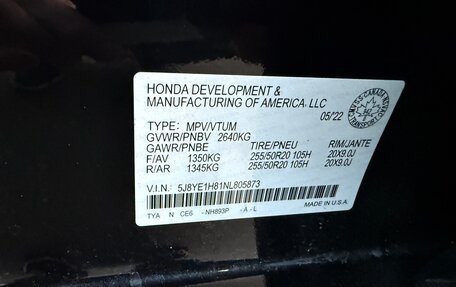 HONDA DEVELOPMENT &
MANUFACTURING OF AMERICA, LLC
05/22
TYPE: MPV/VTUM
GVWR/PNBV 2640KG
GAWR/PNBE TIRE/PNEU RIM/JANTE
F/AV 1350KG 255/50R20 105H 20X9.0J
R/AR 1345KG 255/50R20 105H 20X9.0J
V.I.N.: 5J8YE1H81NL805873
TYA N CE6 -NH893P -A -L MADE IN U.S.A.